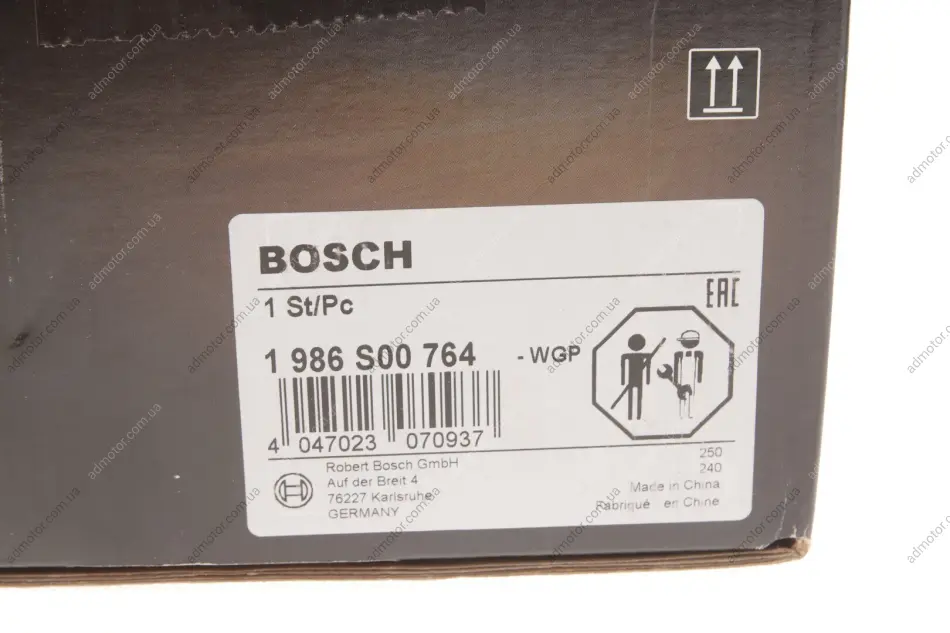 BOSCH
EAC
1 St/Pc
1 986 S00 764 - WGP
4 047023 070937
Robert Bosch GmbH
Auf der Breit 4
76227 Karlsruhe
GERMANY
250
240
Made in China
Fabriqué en Chine
admotor.com.ua